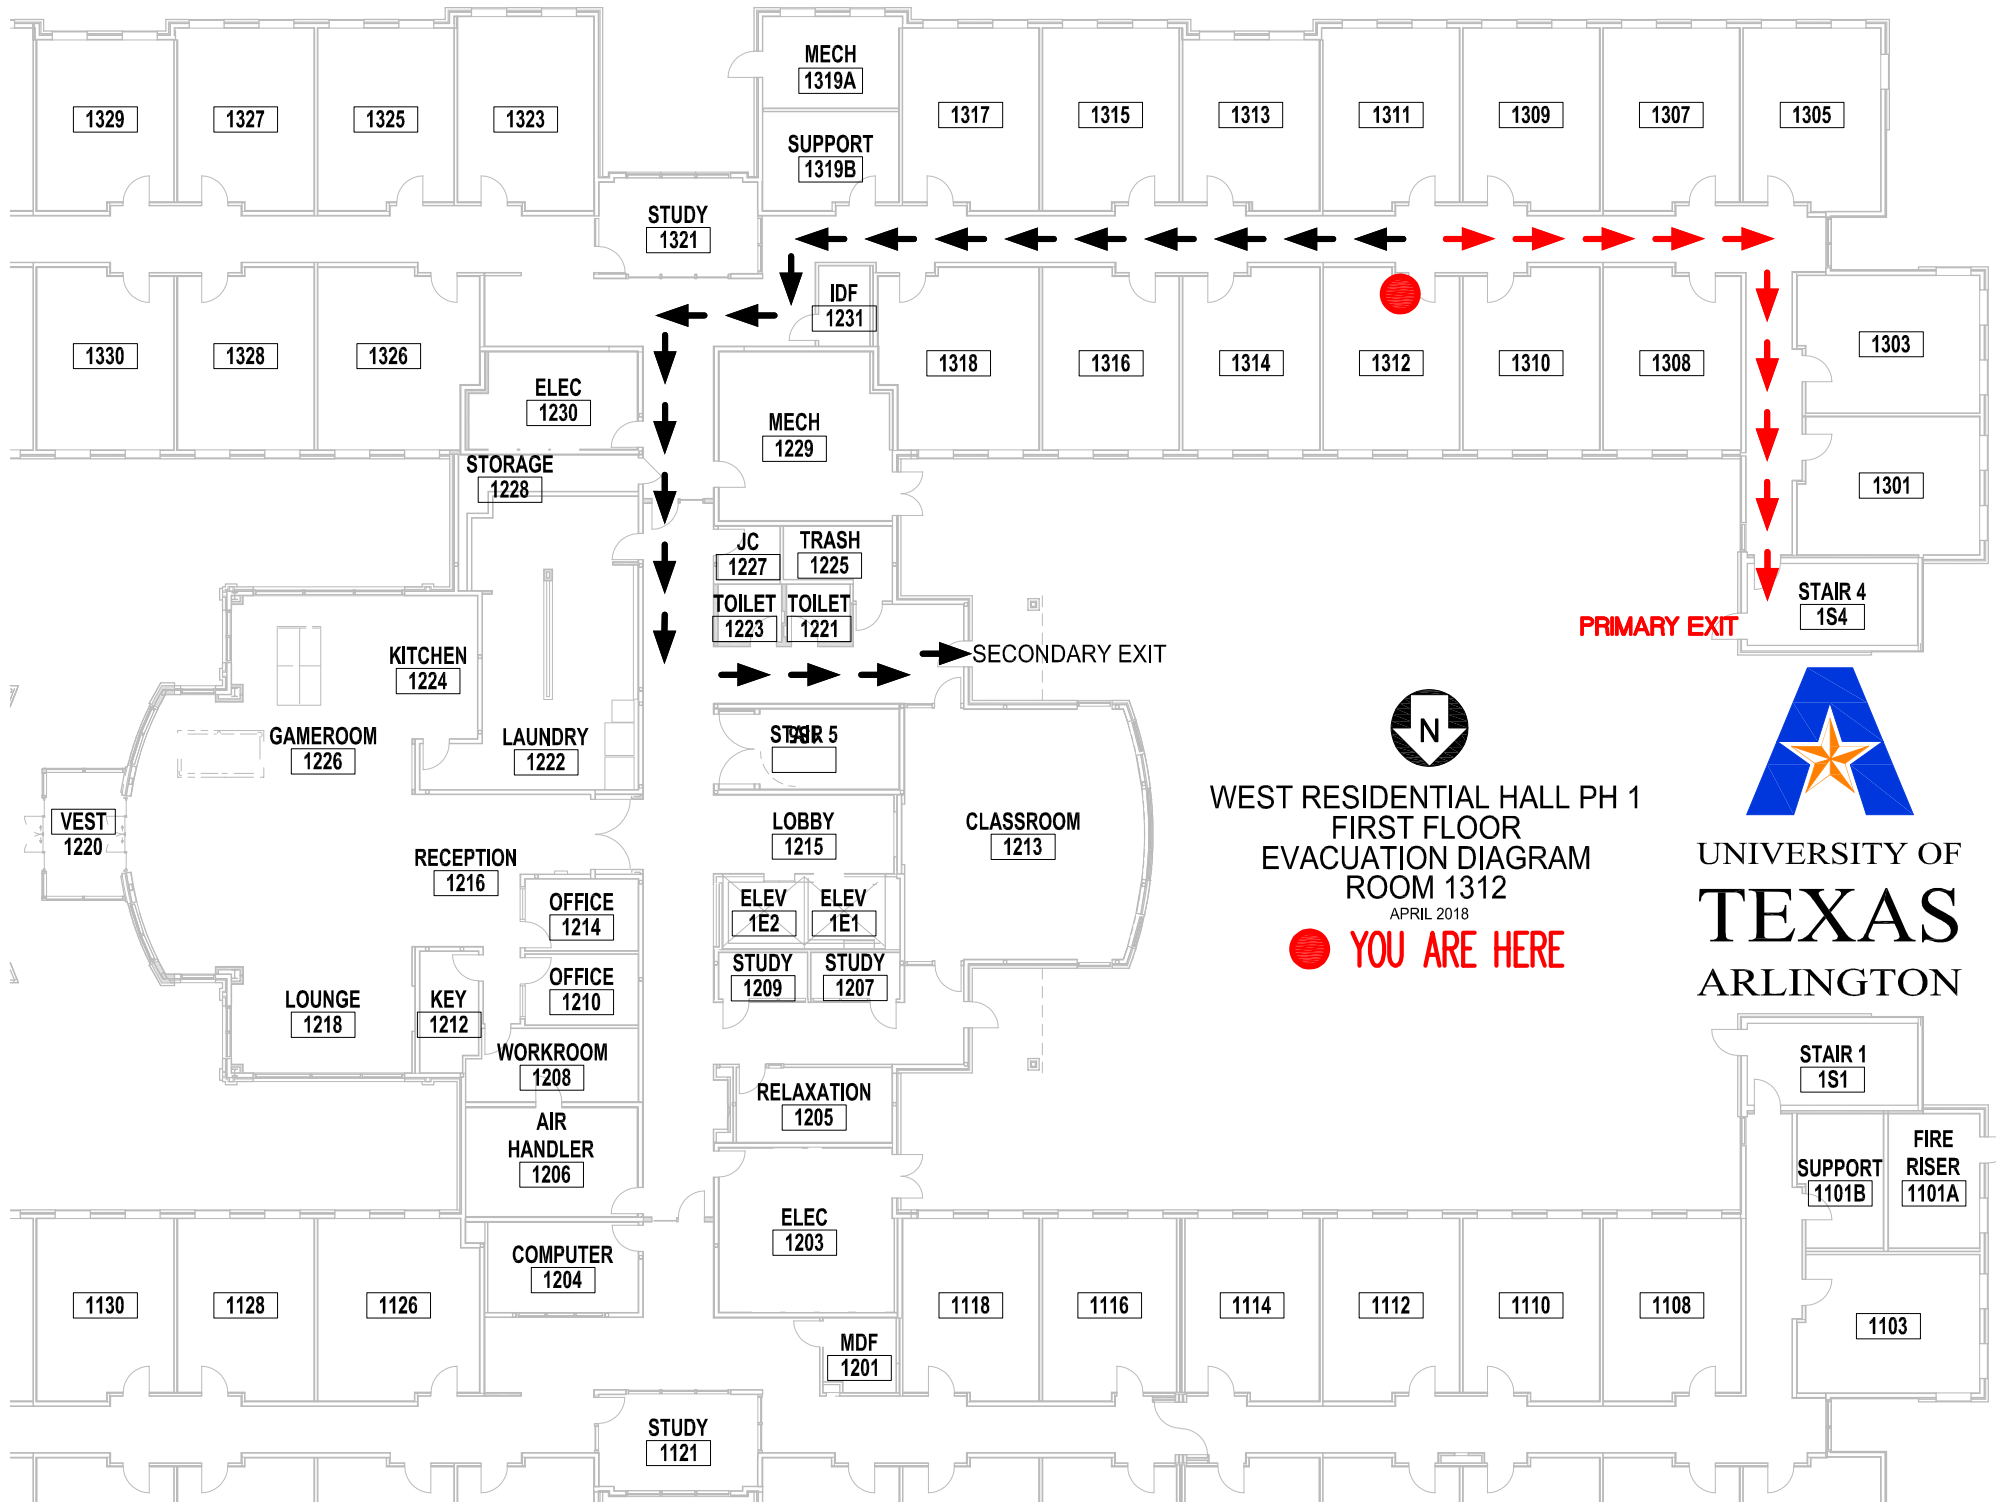 MECH
1319A
1329
1327
1325
1323
1317
1315
1313
1311
1309
1307
1305
SUPPORT
1319B
STUDY
1321
IDF
1231
1330
1328
1326
1318
1316
1314
1312
1310
1308
1303
ELEC
1230
MECH
1229
STORAGE
1228
1301
JC
1227
TRASH
1225
TOILET
1223
TOILET
1221
STAIR 4
1S4
PRIMARY EXIT
KITCHEN
1224
SECONDARY EXIT
GAMEROOM
1226
LAUNDRY
1222
STAIR 5
N
VEST
1220
LOBBY
1215
CLASSROOM
1213
WEST RESIDENTIAL HALL PH 1
FIRST FLOOR
EVACUATION DIAGRAM
ROOM 1312
APRIL 2018
YOU ARE HERE
UNIVERSITY OF
TEXAS
ARLINGTON
RECEPTION
1216
OFFICE
1214
ELEV
1E2
ELEV
1E1
OFFICE
1210
STUDY
1209
STUDY
1207
LOUNGE
1218
KEY
1212
WORKROOM
1208
RELAXATION
1205
STAIR 1
1S1
AIR
HANDLER
1206
SUPPORT
1101B
FIRE
RISER
1101A
ELEC
1203
COMPUTER
1204
1130
1128
1126
1118
1116
1114
1112
1110
1108
1103
MDF
1201
STUDY
1121